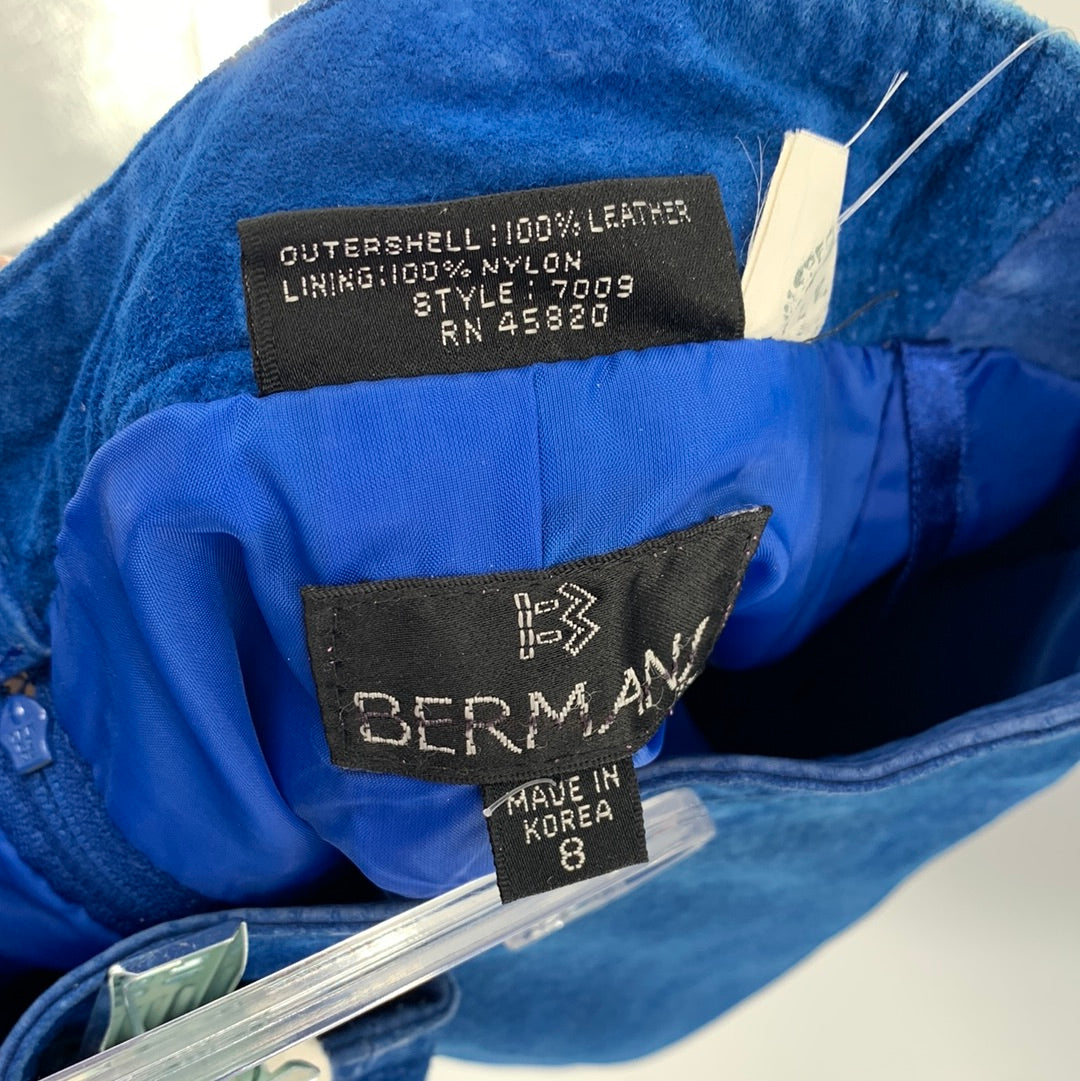 OUTERSHELL:100% LEATHER
LINING:100% NYLON
STYLE: 7009
RN 45820
B
BERMANS
MADE IN
KOREA
8